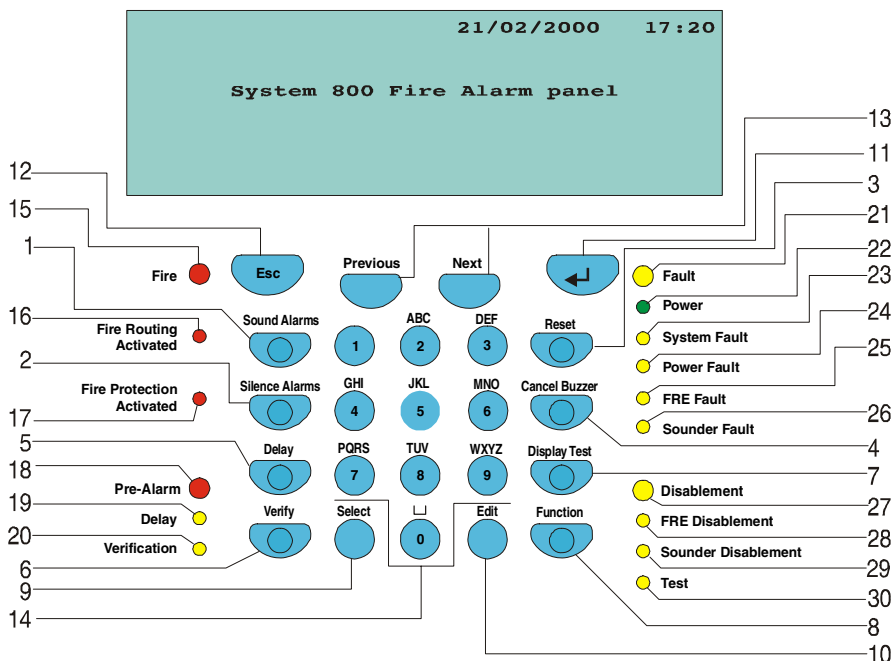 21/02/2000 17:20
System 800 Fire Alarm panel
13
11
12
3
15
21
1
22
Previous
Next
Fire
Esc
Fault
23
Power
16
24
Sound Alarms
ABC
DEF
Reset
Fire Routing
Activated
1
2
3
System Fault
25
2
Power Fault
Fire Protection
Activated
Silence Alarms
GHI
JKL
MNO
Cancel Buzzer
FRE Fault
4
5
6
26
17
Sounder Fault
5
4
Delay
PQRS
TUV
WXYZ
Display Test
18
7
8
9
7
Pre-Alarm
Disablement
19
27
Delay
Verify
Select
␣
Edit
Function
FRE Disablement
20
0
28
Verification
Sounder Disablement
6
29
9
Test
30
14
8
10